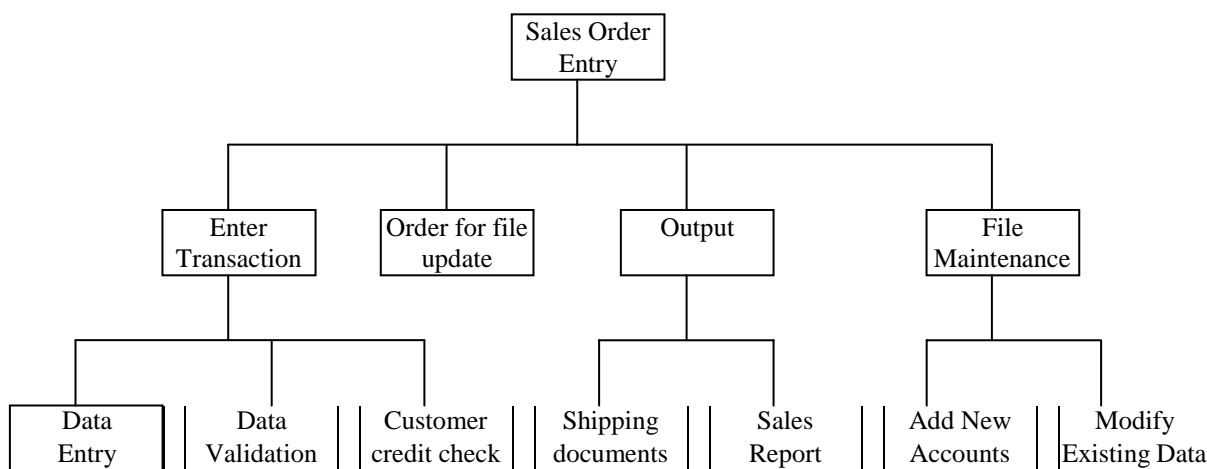 Sales Order
Entry
Enter
Transaction
Order for file
update
Output
File
Maintenance
Data
Entry
Data
Validation
Customer
credit check
Shipping
documents
Sales
Report
Add New
Accounts
Modify
Existing Data